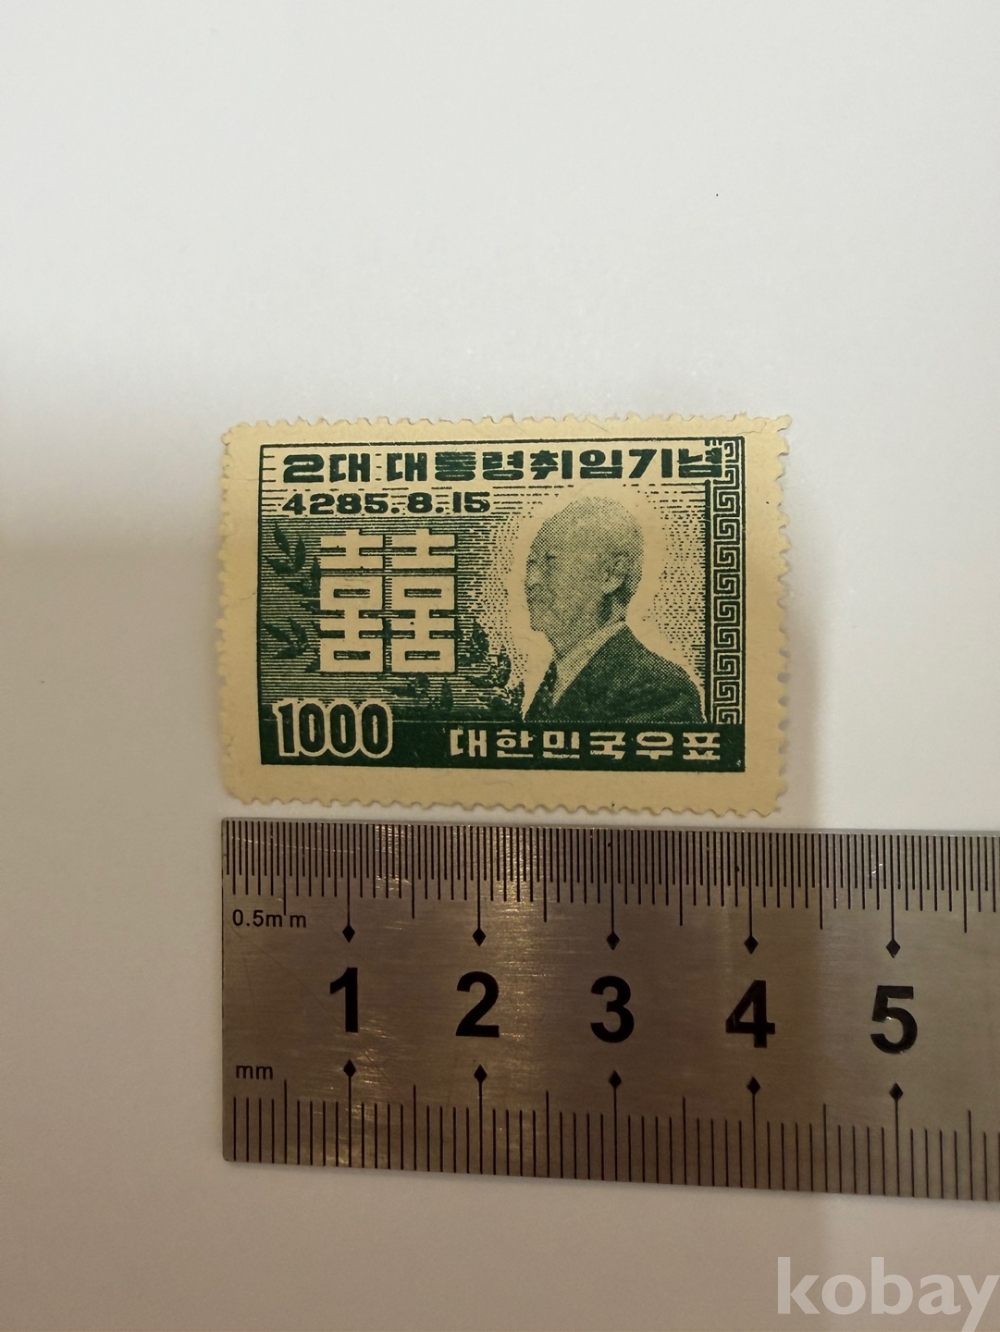 2대 대통령취임기념
4285.8.15
囍
1000
대한민국우표
0.5mm
1 2 3 4 5
mm
kobay